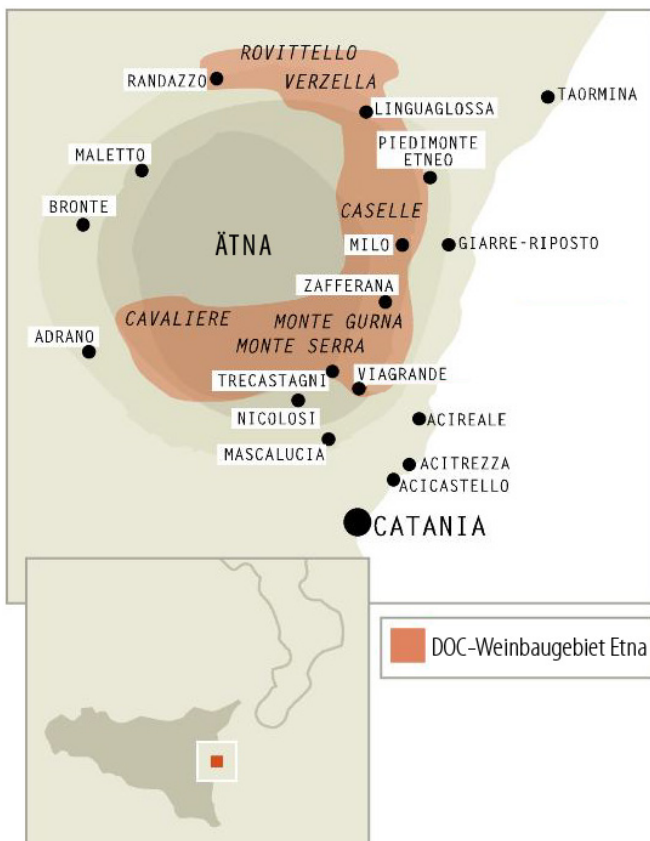 ROVITTELLO
RANDAZZO
VERZELLA
TAORMINA
LINGUAGLOSSA
PIEDIMONTE
ETNEO
MALETTO
BRONTE
CASELLE
ÄTNA
MILO
GIARRE-RIPOSTO
ZAFFERANA
CAVALIERE
MONTE GURNA
ADRANO
MONTE SERRA
TRECASTAGNI
VIAGRANDE
NICOLOSI
ACIREALE
MASCALUCIA
ACITREZZA
ACICASTELLO
CATANIA
DOC-Weinbaugebiet Etna